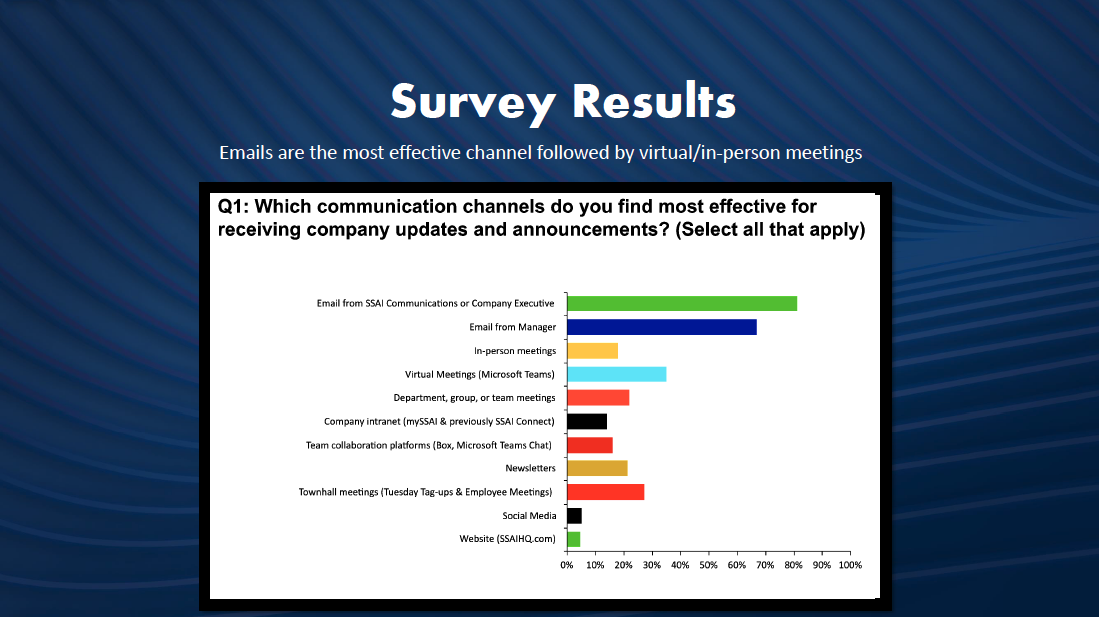 Survey Results
Emails are the most effective channel followed by virtual/in-person meetings
Q1: Which communication channels do you find most effective for
receiving company updates and announcements? (Select all that apply)
Email from SSAI Communications or Company Executive
Email from Manager
In-person meetings
Virtual Meetings (Microsoft Teams)
Department, group, or team meetings
Company intranet (mySSAI & previously SSAI Connect)
Team collaboration platforms (Box, Microsoft Teams Chat)
Newsletters
Townhall meetings (Tuesday Tag-ups & Employee Meetings)
Social Media
Website (SSAIHQ.com)
0% 10% 20% 30% 40% 50% 60% 70% 80% 90% 100%